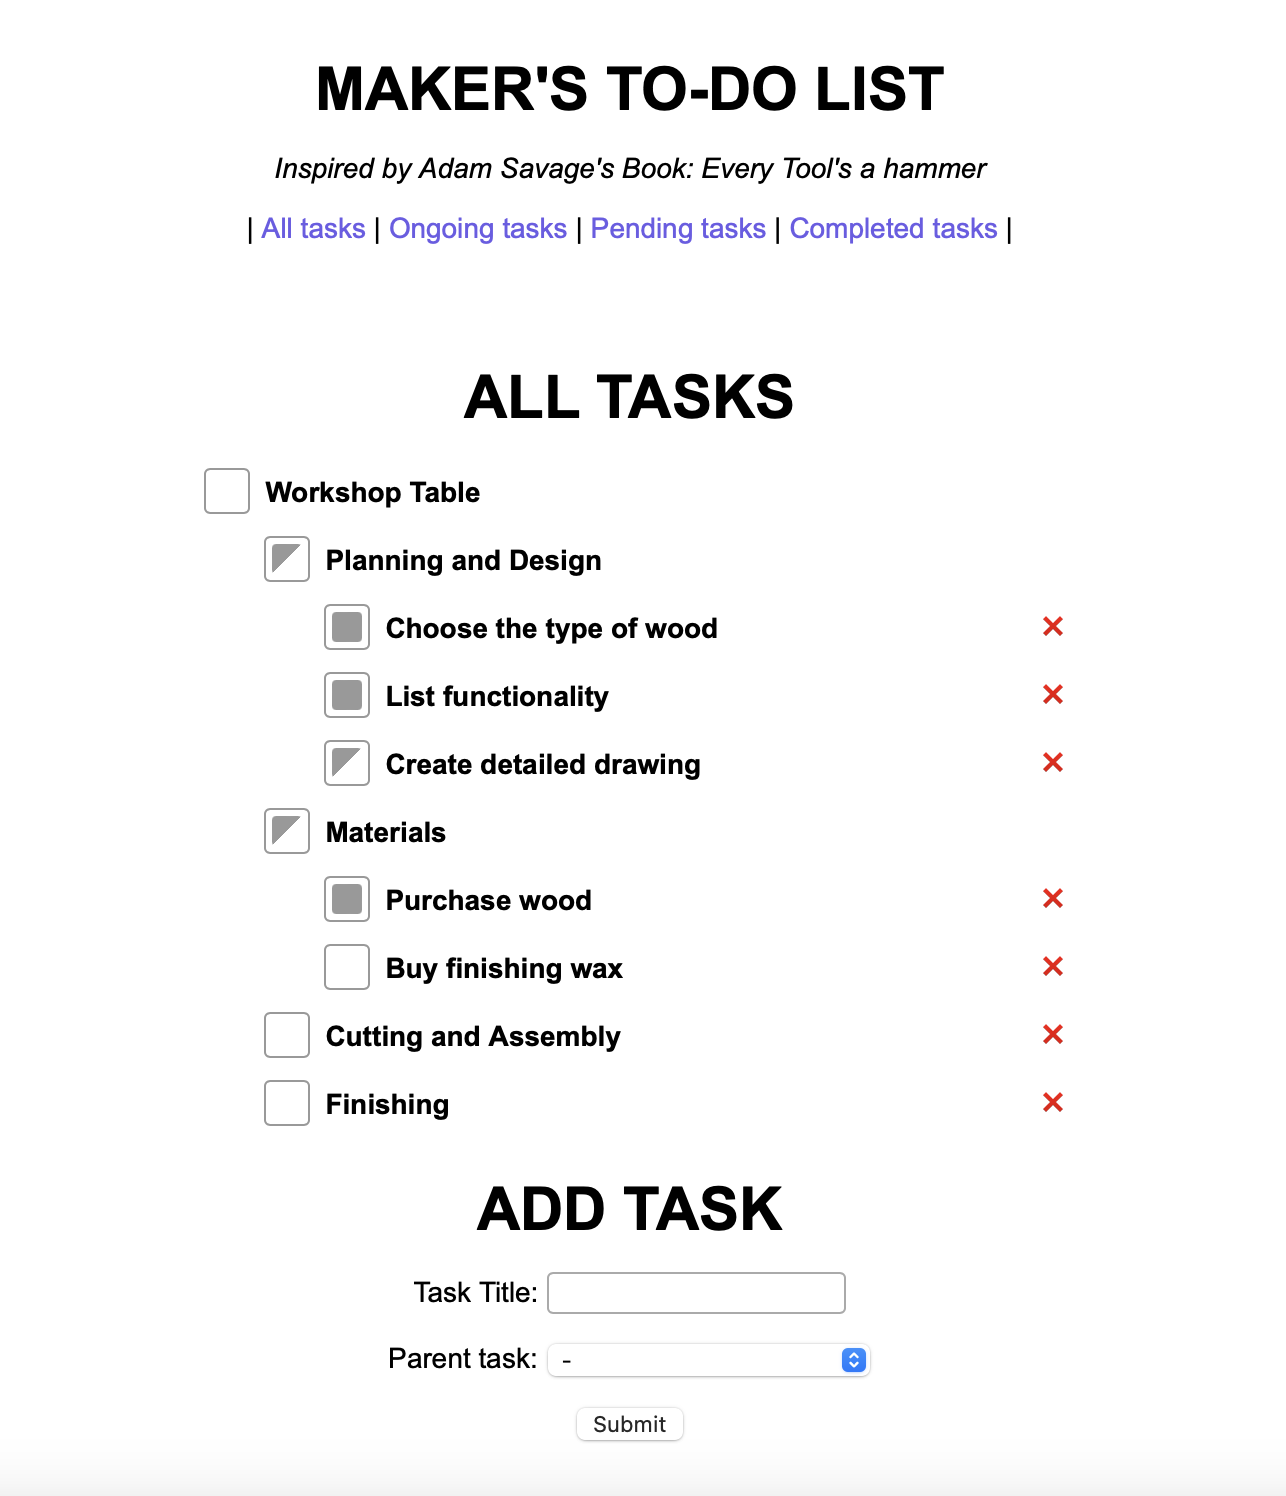 MAKER'S TO-DO LIST
Inspired by Adam Savage's Book: Every Tool's a hammer
| All tasks | Ongoing tasks | Pending tasks | Completed tasks |
ALL TASKS
Workshop Table
Planning and Design
Choose the type of wood
List functionality
Create detailed drawing
Materials
Purchase wood
Buy finishing wax
Cutting and Assembly
Finishing
ADD TASK
Task Title:
Parent task: -
Submit